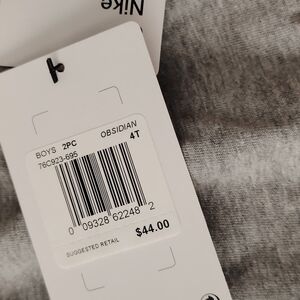 Nike
BOYS 2PC OBSIDIAN
76C923-695 4T
0 09328 62248 2
SUGGESTED RETAIL $44.00